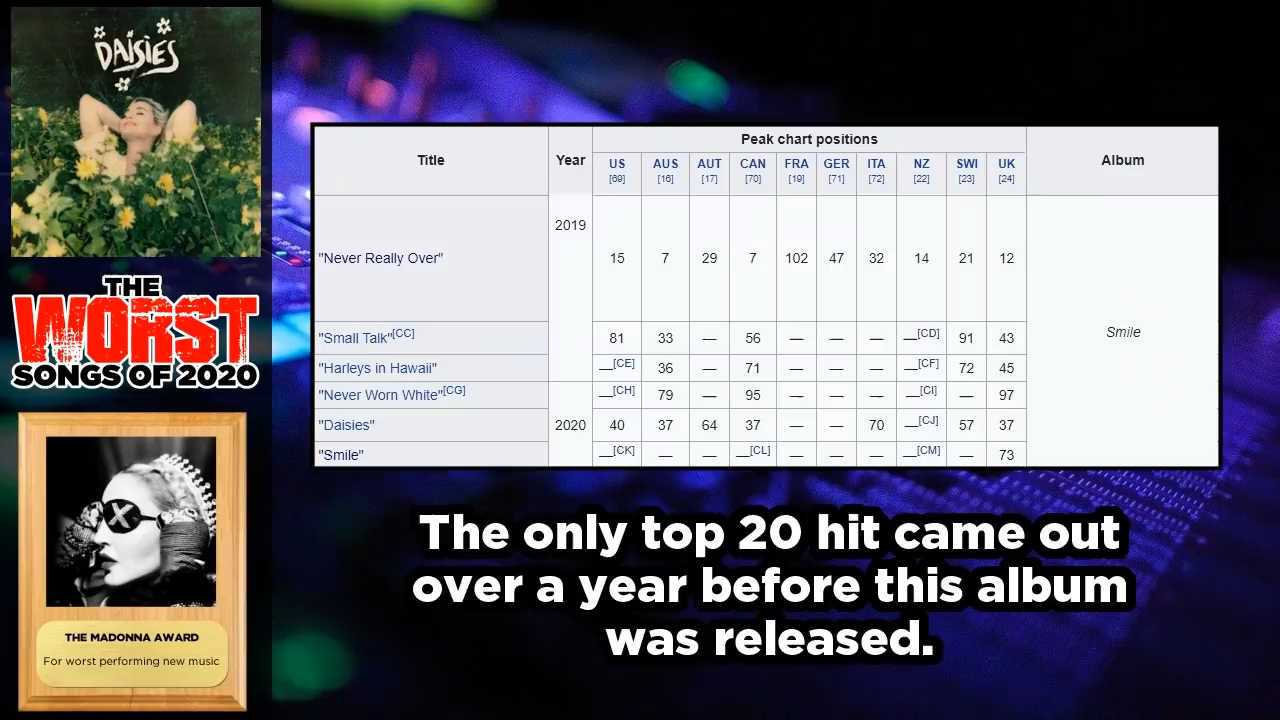 DAISIES
THE
WORST
SONGS OF 2020
THE MADONNA AWARD
For worst performing new music
Title Year Peak chart positions Album
US AUS AUT CAN FRA GER ITA NZ SWI UK
[69] [16] [17] [70] [19] [71] [72] [22] [23] [24]
"Never Really Over" 2019 15 7 29 7 102 47 32 14 21 12 Smile
"Small Talk"[CC] 81 33 — 56 — — — —[CD] 91 43
"Harleys in Hawaii" —[CE] 36 — 71 — — — —[CF] 72 45
"Never Worn White"[CG] 2020 —[CH] 79 — 95 — — — —[CI] — 97
"Daisies" 40 37 64 37 — — 70 —[CJ] 57 37
"Smile" —[CK] — — —[CL] — — — —[CM] — 73
The only top 20 hit came out
over a year before this album
was released.